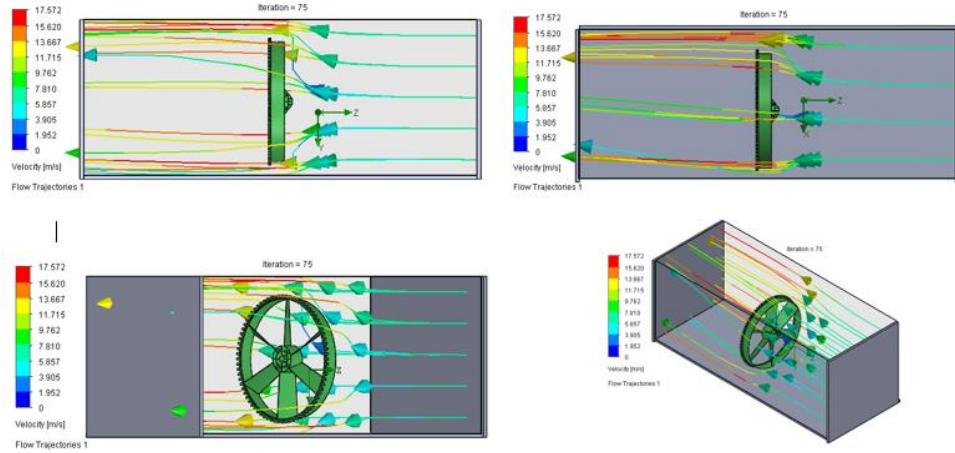 17.572
15.620
13.667
11.715
9.762
7.810
5.857
3.905
1.952
0
Velocity [m/s]
Flow Trajectories 1
Iteration = 75
Z
Y
17.572
15.620
13.667
11.715
9.762
7.810
5.857
3.905
1.952
0
Velocity [m/s]
Flow Trajectories 1
Iteration = 75
Z
X
17.572
15.620
13.667
11.715
9.762
7.810
5.857
3.905
1.952
0
Velocity [m/s]
Flow Trajectories 1
Iteration = 75
17.572
15.620
13.667
11.715
9.762
7.810
5.857
3.905
1.952
0
Velocity [m/s]
Flow Trajectories 1
Iteration = 75